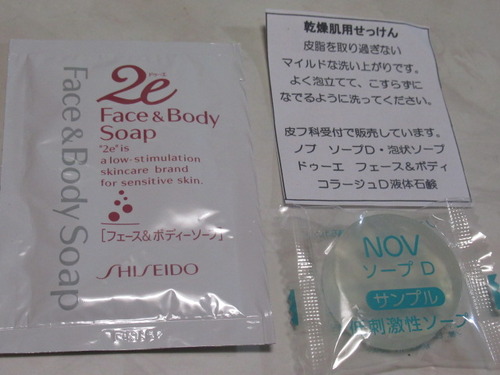 Face & Body Soap
ドゥーエ
2e
Face & Body
Soap
"2e" is
a low-stimulation
skincare brand
for sensitive skin.
[フェース&ボディーソープ]
SHISEIDO
乾燥肌用せっけん
皮脂を取り過ぎない
マイルドな洗い上がりです。
よく泡立てて、こすらずに
なでるように洗ってください。
皮フ科受付で販売しています。
ノブ ソープD・泡状ソープ
ドゥーエ フェース&ボディ
コラージュD液体石鹸
NOV
ソープ D
サンプル
低刺激性ソープ